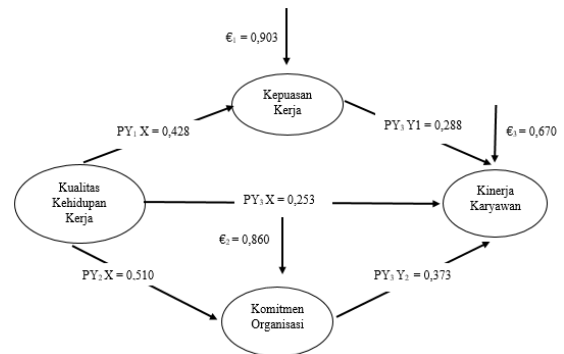 €₁ = 0,903
Kepuasan
Kerja
PY₁ X = 0,428
PY₃ Y1 = 0,288
€₃ = 0,670
Kualitas
Kehidupan
Kerja
PY₃ X = 0,253
Kinerja
Karyawan
€₂ = 0,860
PY₂ X = 0,510
PY₃ Y₂ = 0,373
Komitmen
Organisasi